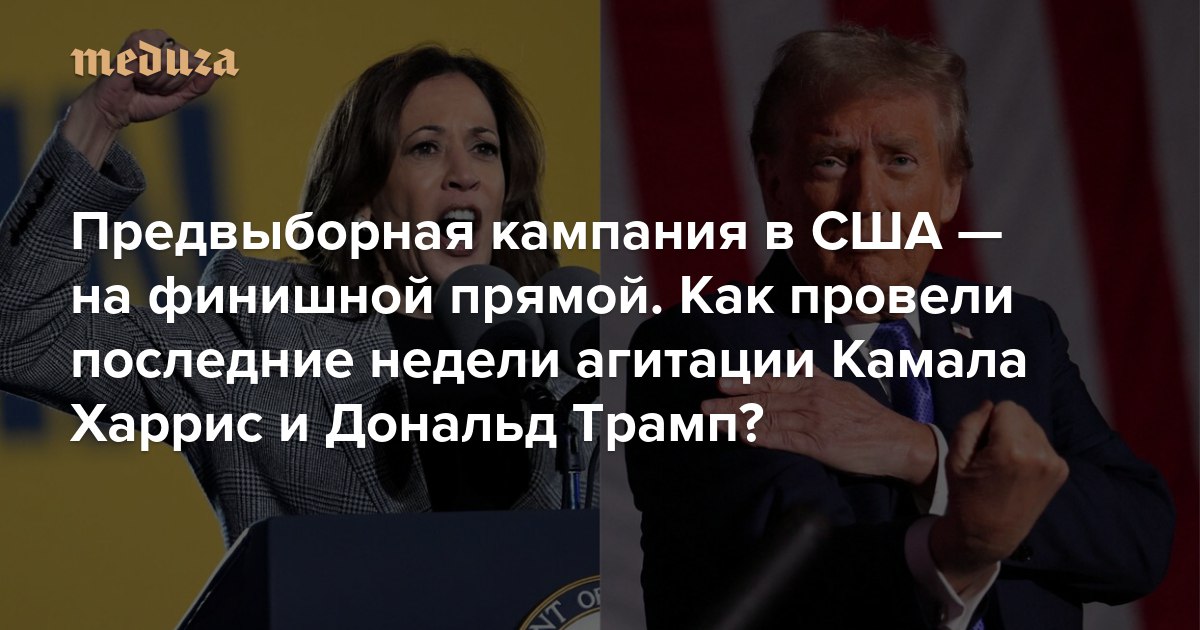 meduza
Предвыборная кампания в США —
на финишной прямой. Как провели
последние недели агитации Камала
Харрис и Дональд Трамп?